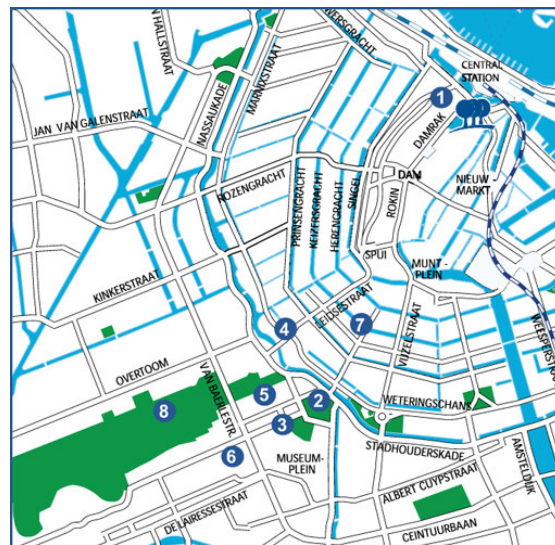 N HALLSTRAAT
MARNIXSTRAAT
WERSGRACHT
CENTRAL
STATION
1
NASSAUKADE
JAN VAN GALENSTRAAT
DAMRAK
DAM
NIEUW
MARKT
ROZENGRACHT
PRINSENGRACHT
KEIZERSGRACHT
HERENGRACHT
SINGEL
ROKIN
SPUI
MUNT-
PLEIN
KINKERSTRAAT
LEIDSESTRAAT
4
7
VIJZELSTRAAT
WEESPERSTRAAT
OVERTOOM
VAN BAERLESTR.
8
5
2
WETERINGSCHANS
3
6
STADHOUDERSKADE
MUSEUM-
PLEIN
AMSTELDIJK
ALBERT CUYPSTRAAT
DE LAIRESSESTRAAT
CEINTUURBAAN